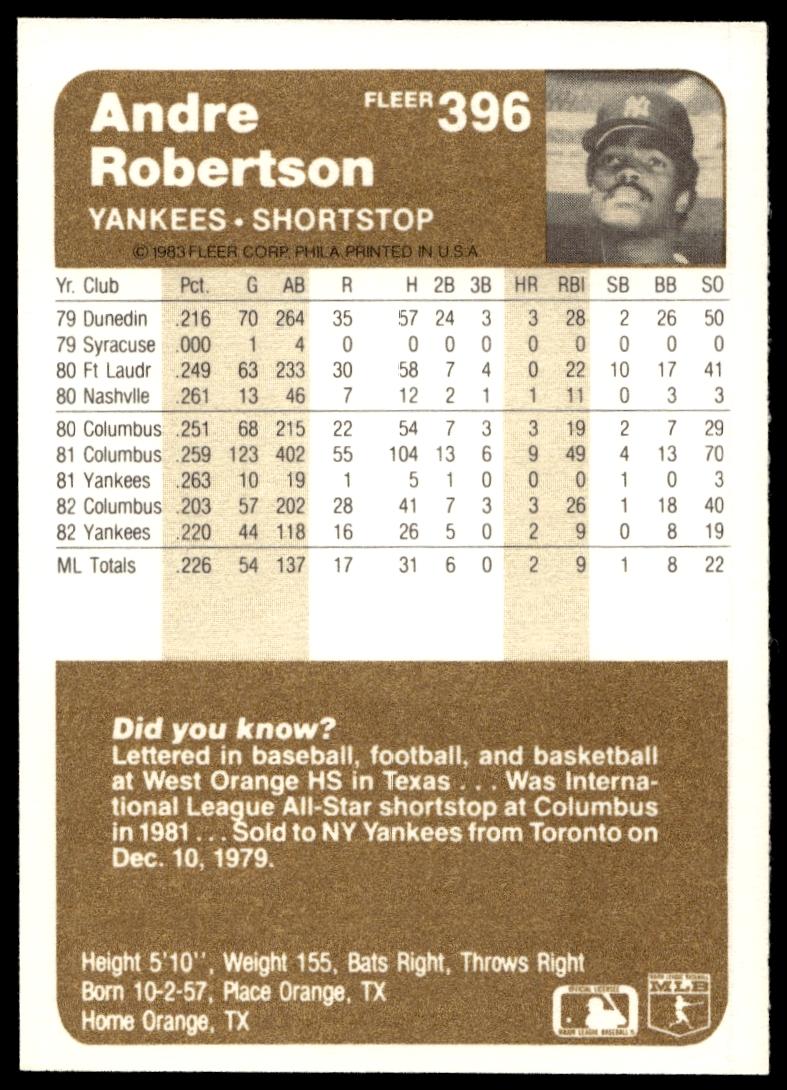 Andre
Robertson
FLEER 396
YANKEES • SHORTSTOP
© 1983 FLEER CORP. PHILA PRINTED IN U.S.A.
NY
Yr. Club Pct. G AB R H 2B 3B HR RBI SB BB SO
79 Dunedin .216 70 264 35 57 24 3 3 28 2 26 50
79 Syracuse .000 1 4 0 0 0 0 0 0 0 0 0
80 Ft Laudr .249 63 233 30 58 7 4 0 22 10 17 41
80 Nashvlle .261 13 46 7 12 2 1 1 11 0 3 3
80 Columbus .251 68 215 22 54 7 3 3 19 2 7 29
81 Columbus .259 123 402 55 104 13 6 9 49 4 13 70
81 Yankees .263 10 19 1 5 1 0 0 0 1 0 3
82 Columbus .203 57 202 28 41 7 3 3 26 1 18 40
82 Yankees .220 44 118 16 26 5 0 2 9 0 8 19
ML Totals .226 54 137 17 31 6 0 2 9 1 8 22
Did you know?
Lettered in baseball, football, and basketball
at West Orange HS in Texas . . . Was Interna-
tional League All-Star shortstop at Columbus
in 1981 . . . Sold to NY Yankees from Toronto on
Dec. 10, 1979.
Height 5'10'', Weight 155, Bats Right, Throws Right
Born 10-2-57, Place Orange, TX
Home Orange, TX
OFFICIAL LICENSEE
MAJOR LEAGUE BASEBALL
MAJOR LEAGUE BASEBALL
MLB